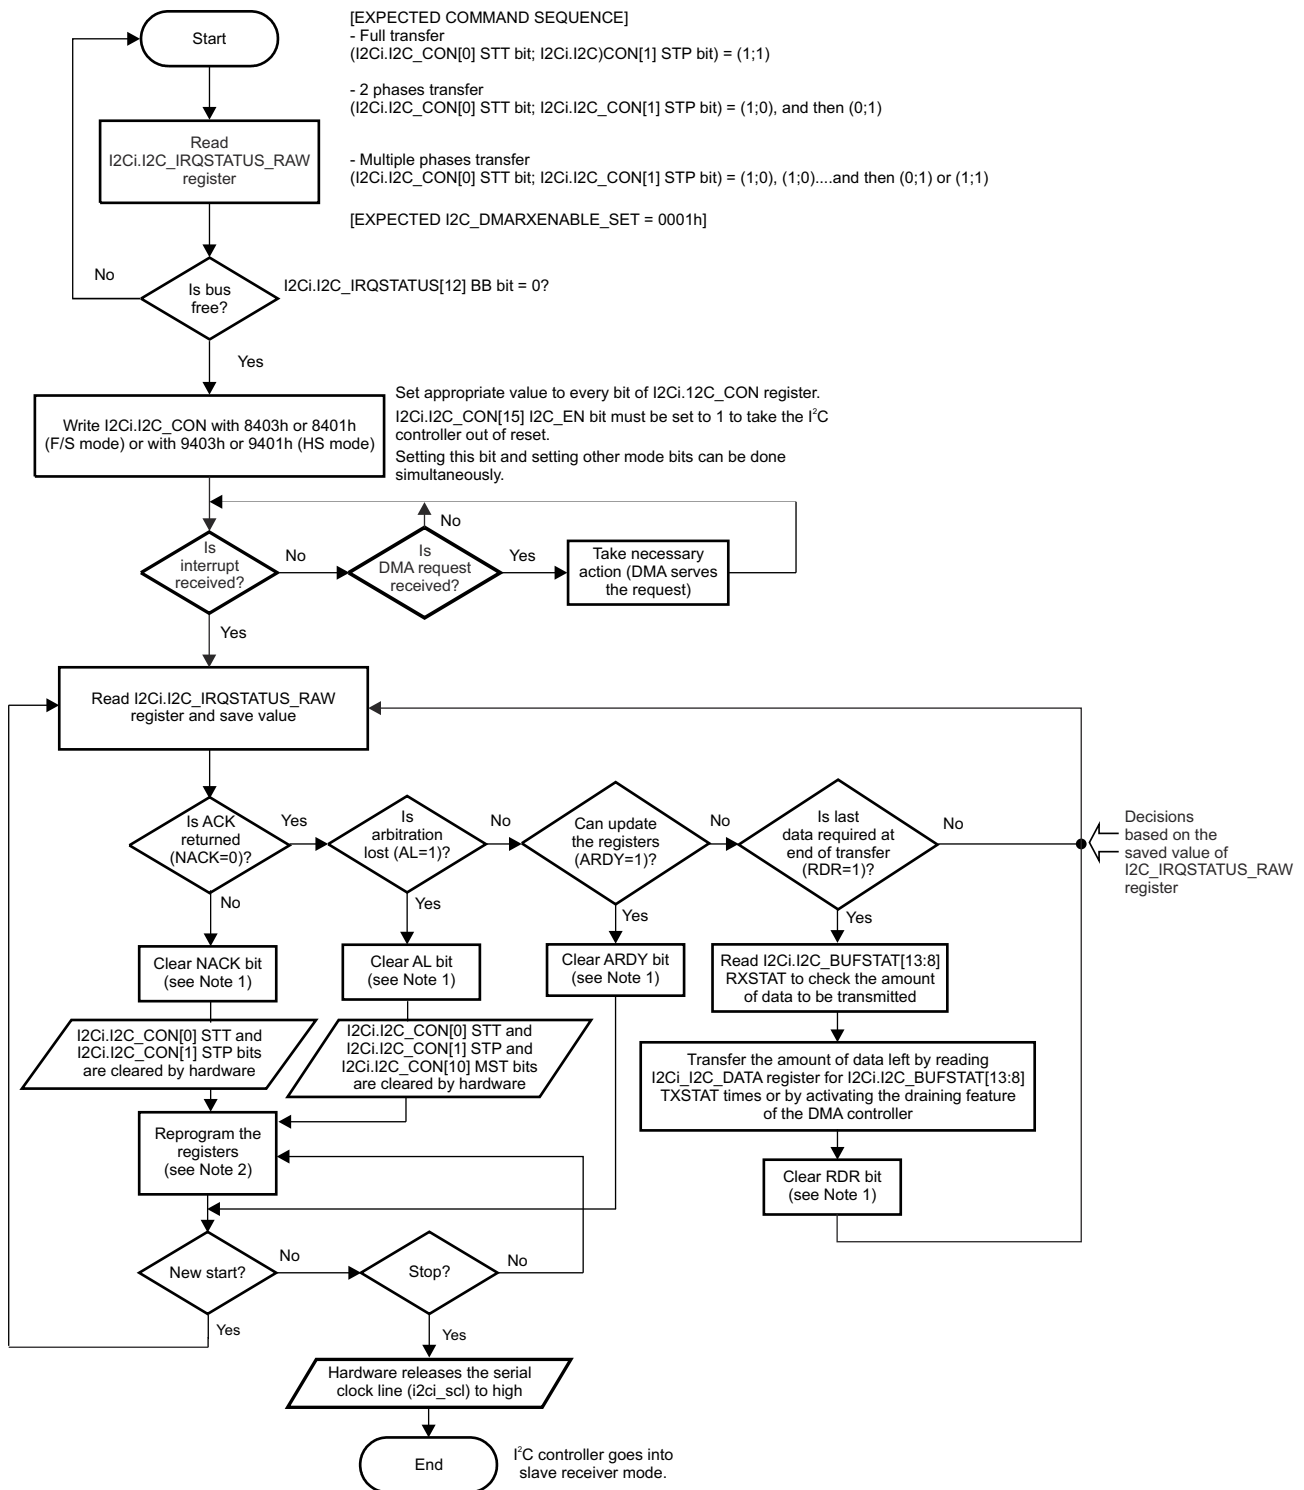 Start
[EXPECTED COMMAND SEQUENCE]
- Full transfer
(I2Ci.I2C_CON[0] STT bit; I2Ci.I2C)CON[1] STP bit) = (1;1)
- 2 phases transfer
(I2Ci.I2C_CON[0] STT bit; I2Ci.I2C_CON[1] STP bit) = (1;0), and then (0;1)
- Multiple phases transfer
(I2Ci.I2C_CON[0] STT bit; I2Ci.I2C_CON[1] STP bit) = (1;0), (1;0)....and then (0;1) or (1;1)
[EXPECTED I2C_DMARXENABLE_SET = 0001h]
Read
I2Ci.I2C_IRQSTATUS_RAW
register
No
Is bus
free?
I2Ci.I2C_IRQSTATUS[12] BB bit = 0?
Yes
Write I2Ci.I2C_CON with 8403h or 8401h
(F/S mode) or with 9403h or 9401h (HS mode)
Set appropriate value to every bit of I2Ci.12C_CON register.
I2Ci.I2C_CON[15] I2C_EN bit must be set to 1 to take the I²C
controller out of reset.
Setting this bit and setting other mode bits can be done
simultaneously.
Is
interrupt
received?
No
Is
DMA request
received?
No
Yes
Take necessary
action (DMA serves
the request)
Yes
Read I2Ci.I2C_IRQSTATUS_RAW
register and save value
Is ACK
returned
(NACK=0)?
Yes
Is
arbitration
lost (AL=1)?
No
Can update
the registers
(ARDY=1)?
No
Is last
data required at
end of transfer
(RDR=1)?
No
Decisions
based on the
saved value of
I2C_IRQSTATUS_RAW
register
No
Yes
Yes
Yes
Clear NACK bit
(see Note 1)
Clear AL bit
(see Note 1)
Clear ARDY bit
(see Note 1)
Read I2Ci.I2C_BUFSTAT[13:8]
RXSTAT to check the amount
of data to be transmitted
I2Ci.I2C_CON[0] STT and
I2Ci.I2C_CON[1] STP bits
are cleared by hardware
I2Ci.I2C_CON[0] STT and
I2Ci.I2C_CON[1] STP and
I2Ci.I2C_CON[10] MST bits
are cleared by hardware
Transfer the amount of data left by reading
I2Ci_I2C_DATA register for I2Ci.I2C_BUFSTAT[13:8]
TXSTAT times or by activating the draining feature
of the DMA controller
Reprogram the
registers
(see Note 2)
Clear RDR bit
(see Note 1)
New start?
No
Stop?
No
Yes
Yes
Hardware releases the serial
clock line (i2ci_scl) to high
End
I²C controller goes into
slave receiver mode.